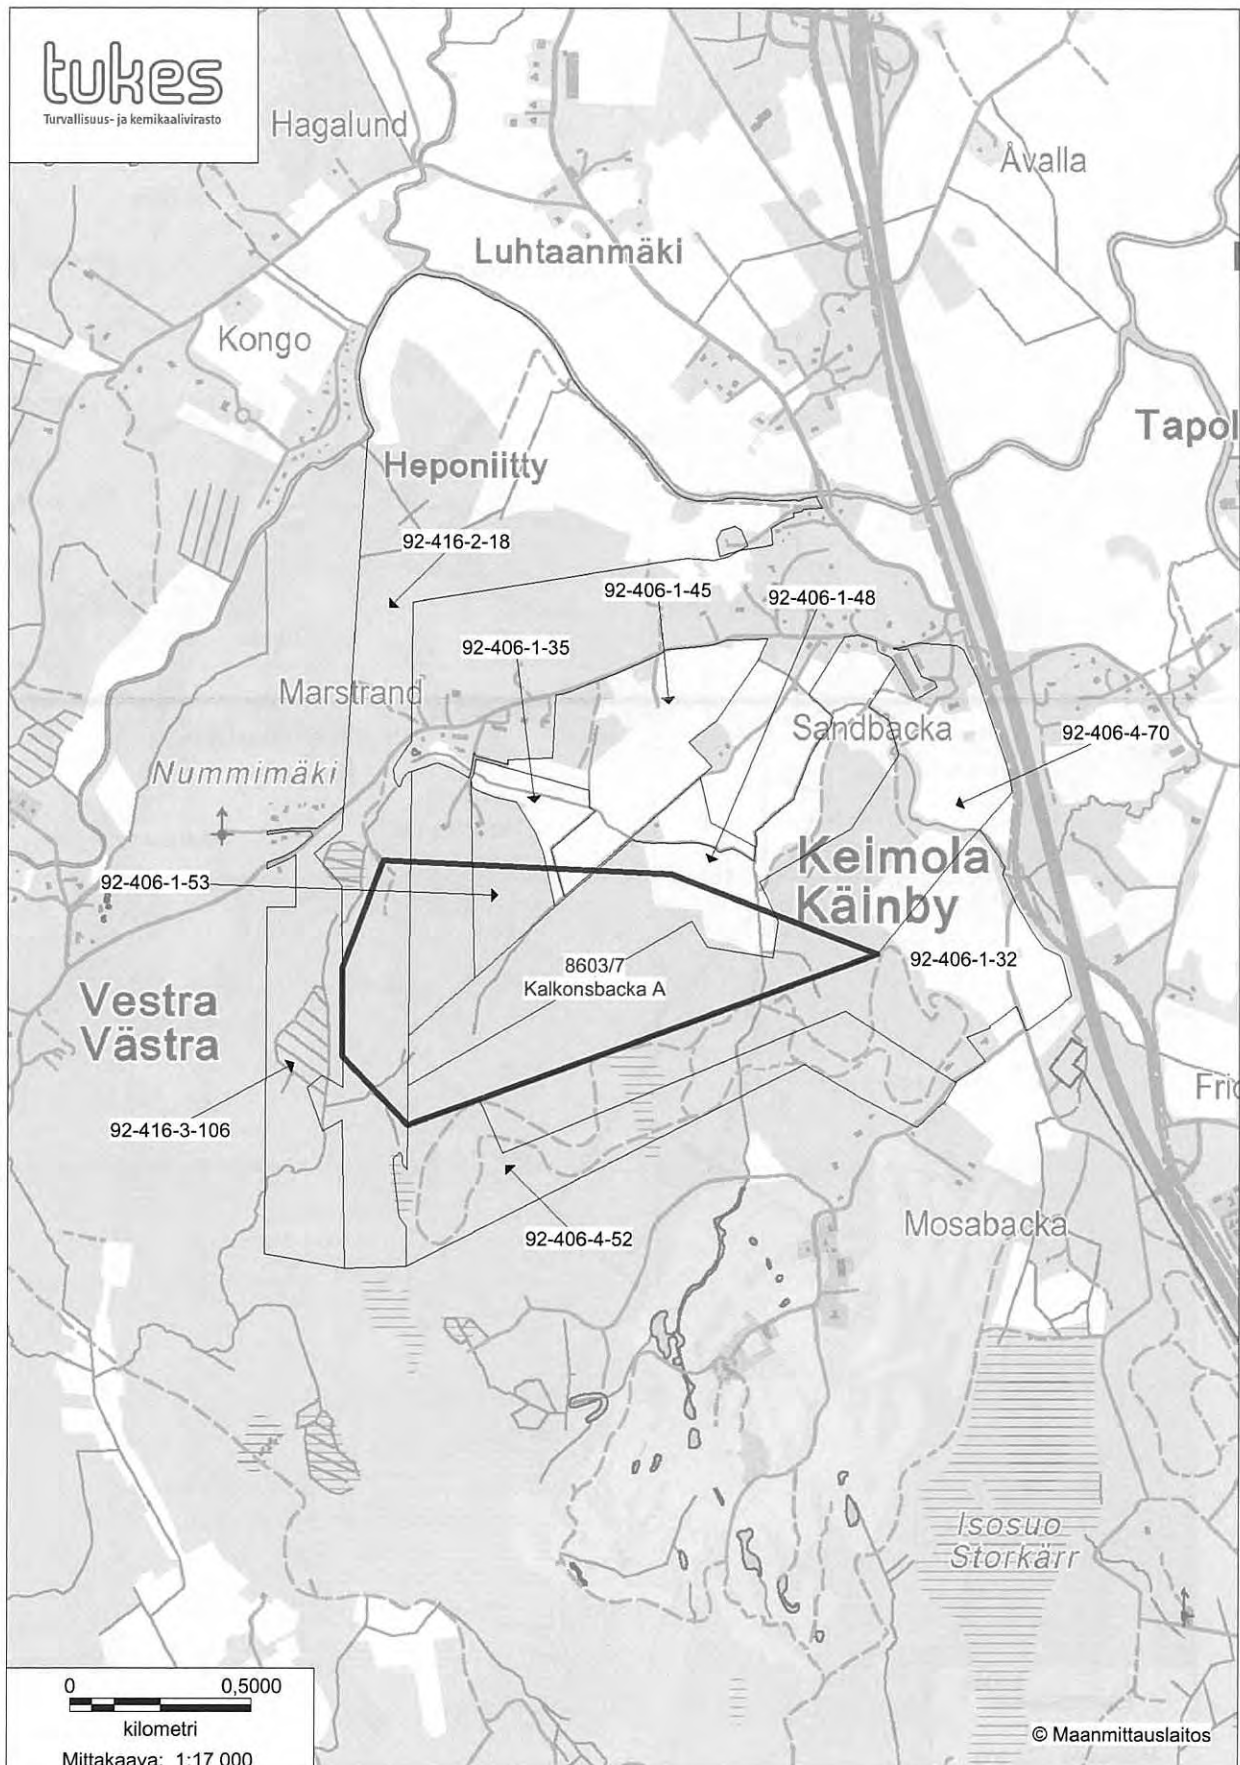 tukes
Turvallisuus- ja kemikaalivirasto
Hagalund
Åvalla
Luhtaanmäki
Kongo
Tapol
Heponiitty
92-416-2-18
92-406-1-45
92-406-1-48
92-406-1-35
Marstrand
Sandbacka
92-406-4-70
Nummimäki
Keimola
Käinby
92-406-1-53
92-406-1-32
8603/7
Kalkonsbacka A
Vestra
Västra
92-416-3-106
Fric
92-406-4-52
Mosabacka
Isosuo
Storkärr
0 0,5000
kilometri
Mittakaava: 1:17 000
© Maanmittauslaitos